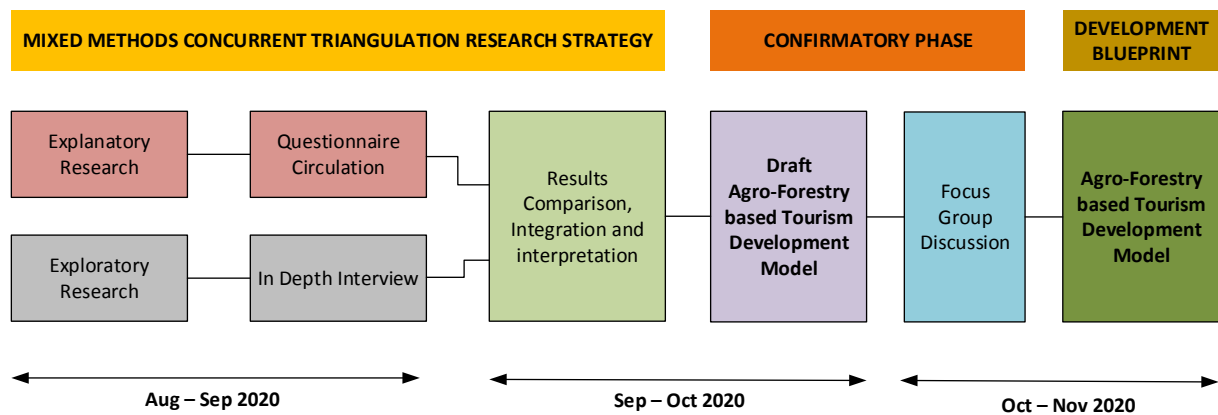 MIXED METHODS CONCURRENT TRIANGULATION RESEARCH STRATEGY
CONFIRMATORY PHASE
DEVELOPMENT
BLUEPRINT
Explanatory
Research
Questionnaire
Circulation
Exploratory
Research
In Depth Interview
Results
Comparison,
Integration and
interpretation
Draft
Agro-Forestry
based Tourism
Development
Model
Focus
Group
Discussion
Agro-Forestry
based Tourism
Development
Model
Aug – Sep 2020
Sep – Oct 2020
Oct – Nov 2020